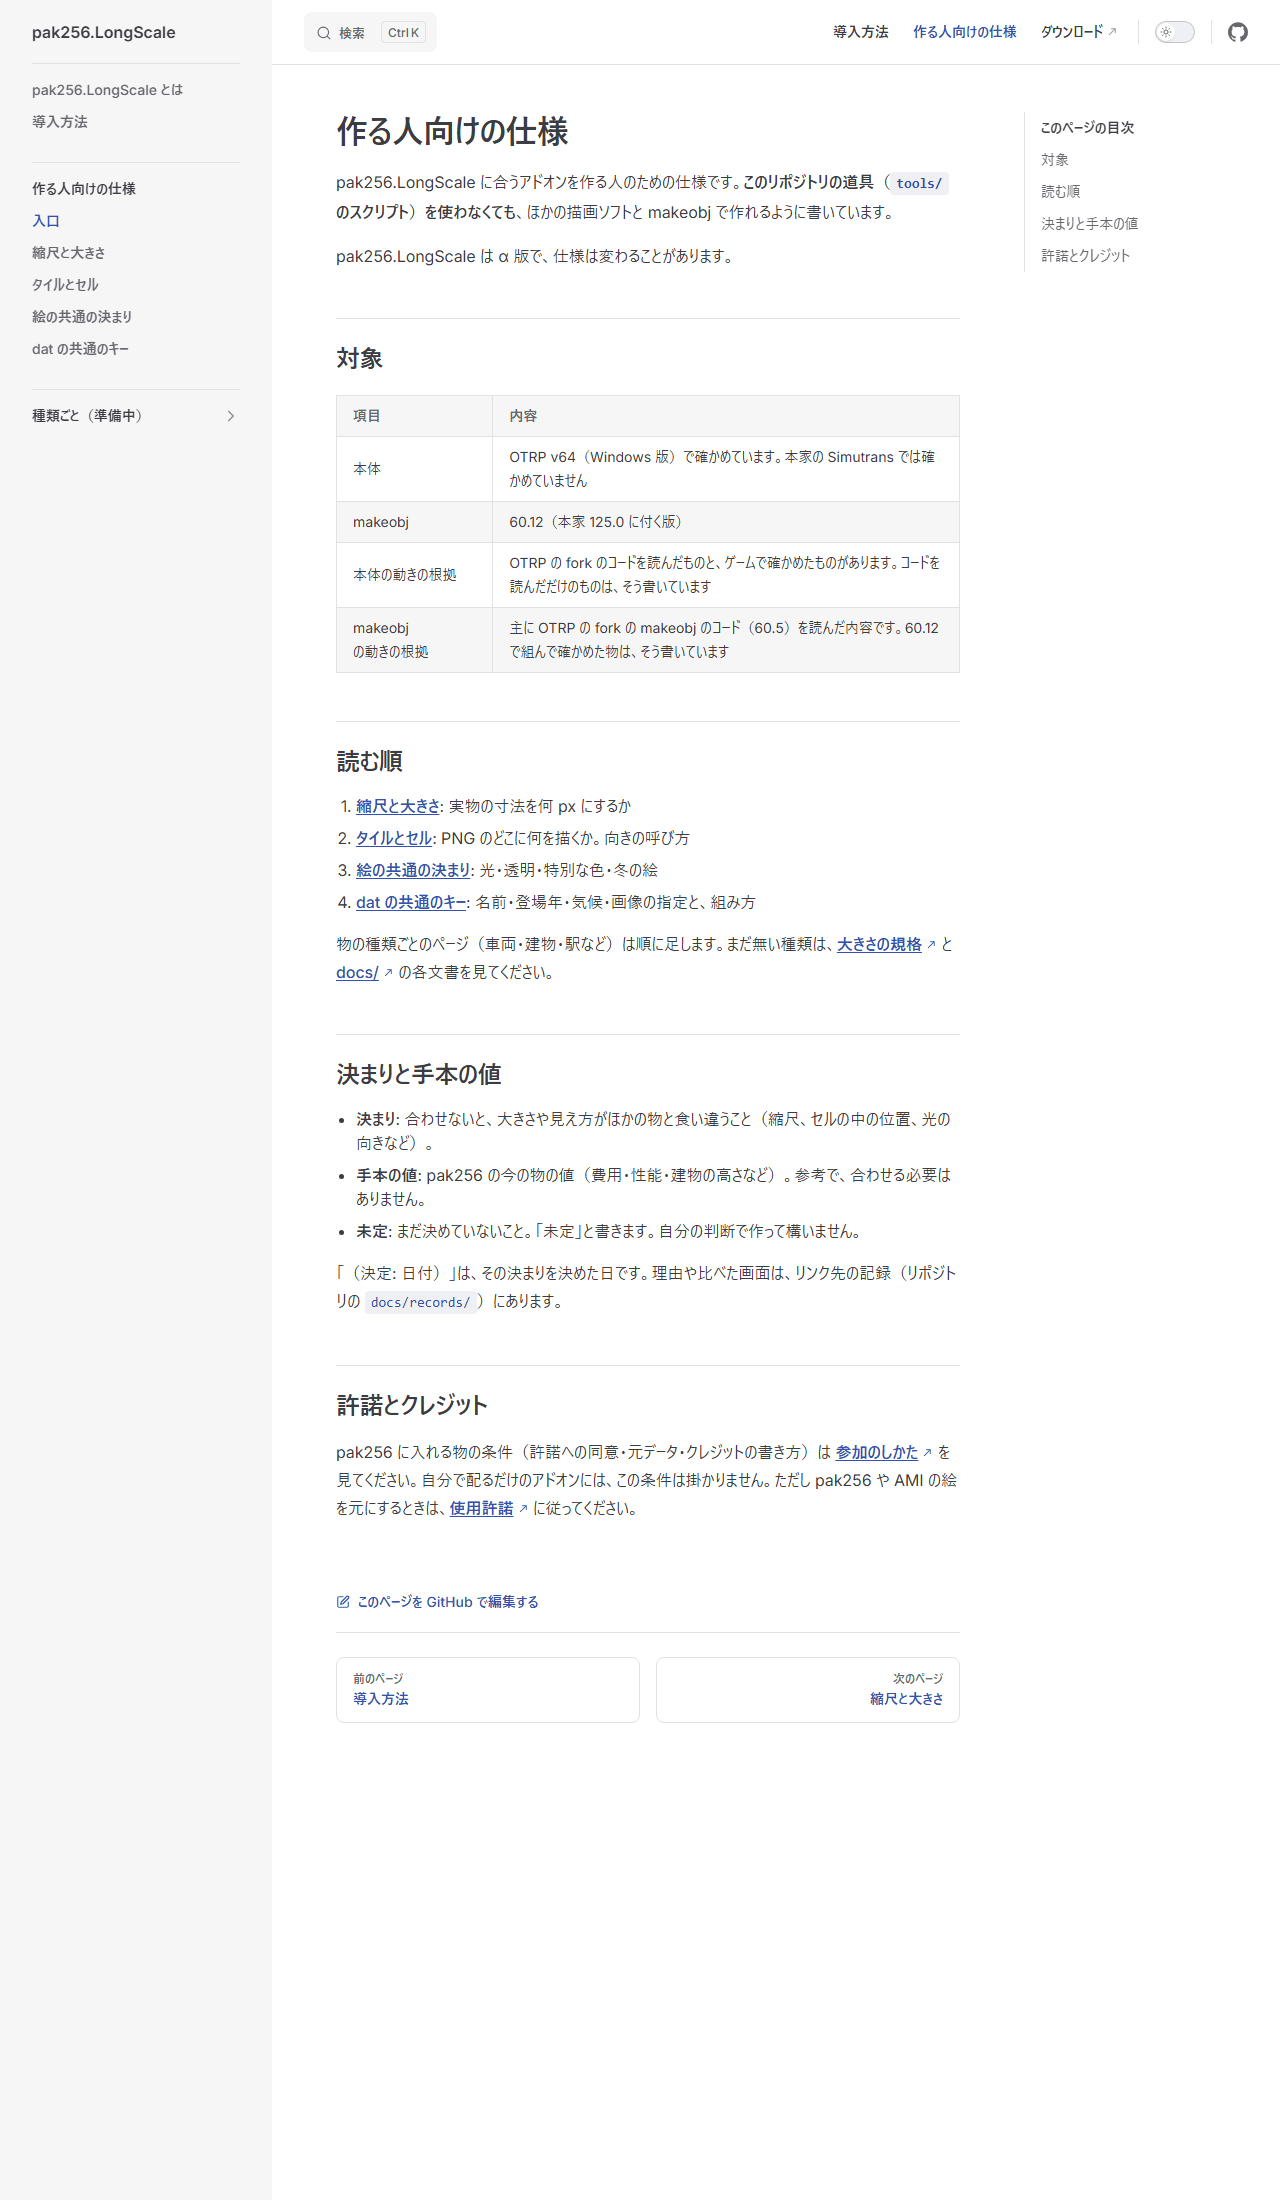 pak256.LongScale
検索 Ctrl K
導入方法
作る人向けの仕様
ダウンロード
pak256.LongScale とは
導入方法
作る人向けの仕様
入口
縮尺と大きさ
タイルとセル
絵の共通の決まり
dat の共通のキー
種類ごと（準備中）
作る人向けの仕様
pak256.LongScale に合うアドオンを作る人のための仕様です。このリポジトリの道具（tools/
のスクリプト）を使わなくても、ほかの描画ソフトと makeobj で作れるように書いています。
pak256.LongScale は α 版で、仕様は変わることがあります。
対象
項目 内容
本体 OTRP v64（Windows 版）で確かめています。本家の Simutrans では確
かめていません
makeobj 60.12（本家 125.0 に付く版）
本体の動きの根拠 OTRP の fork のコードを読んだものと、ゲームで確かめたものがあります。コードを
読んだだけのものは、そう書いています
makeobj
の動きの根拠
主に OTRP の fork の makeobj のコード（60.5）を読んだ内容です。60.12
で組んで確かめた物は、そう書いています
読む順
1. 縮尺と大きさ: 実物の寸法を何 px にするか
2. タイルとセル: PNG のどこに何を描くか。向きの呼び方
3. 絵の共通の決まり: 光・透明・特別な色・冬の絵
4. dat の共通のキー: 名前・登場年・気候・画像の指定と、組み方
物の種類ごとのページ（車両・建物・駅など）は順に足します。まだ無い種類は、大きさの規格 と
docs/ の各文書を見てください。
決まりと手本の値
• 決まり: 合わせないと、大きさや見え方がほかの物と食い違うこと（縮尺、セルの中の位置、光の
向きなど）。
• 手本の値: pak256 の今の物の値（費用・性能・建物の高さなど）。参考で、合わせる必要は
ありません。
• 未定: まだ決めていないこと。「未定」と書きます。自分の判断で作って構いません。
「（決定: 日付）」は、その決まりを決めた日です。理由や比べた画面は、リンク先の記録（リポジト
リの docs/records/）にあります。
許諾とクレジット
pak256 に入れる物の条件（許諾への同意・元データ・クレジットの書き方）は 参加のしかた を
見てください。自分で配るだけのアドオンには、この条件は掛かりません。ただし pak256 や AMI の絵
を元にするときは、使用許諾 に従ってください。
このページを GitHub で編集する
前のページ
導入方法
次のページ
縮尺と大きさ
このページの目次
対象
読む順
決まりと手本の値
許諾とクレジット